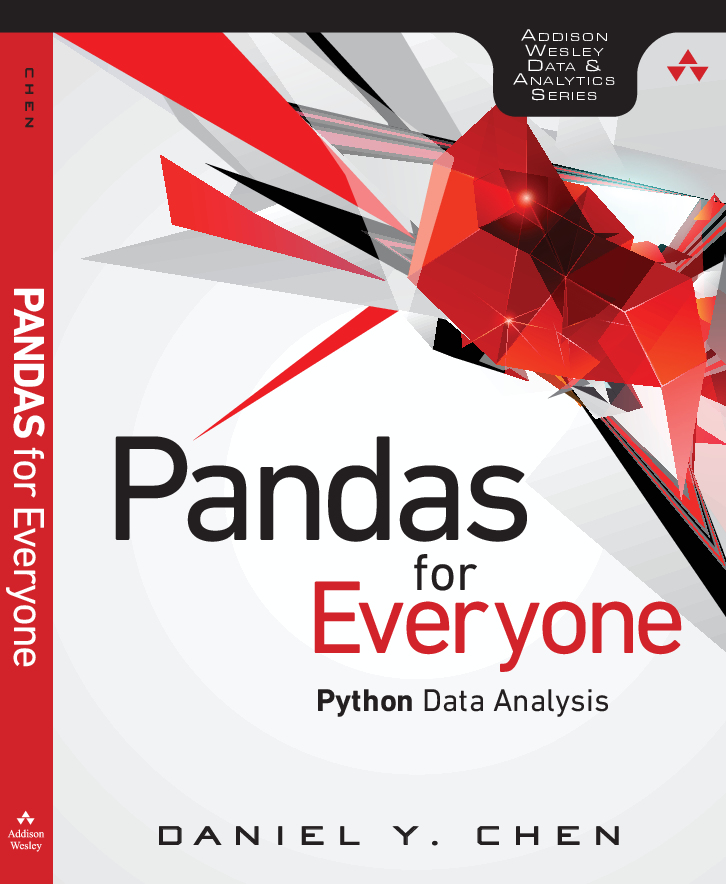 ADDISON
WESLEY
DATA &
ANALYTICS
SERIES
CHEN
PANDAS for Everyone
Addison
Wesley
Pandas
for
Everyone
Python Data Analysis
DANIEL Y. CHEN